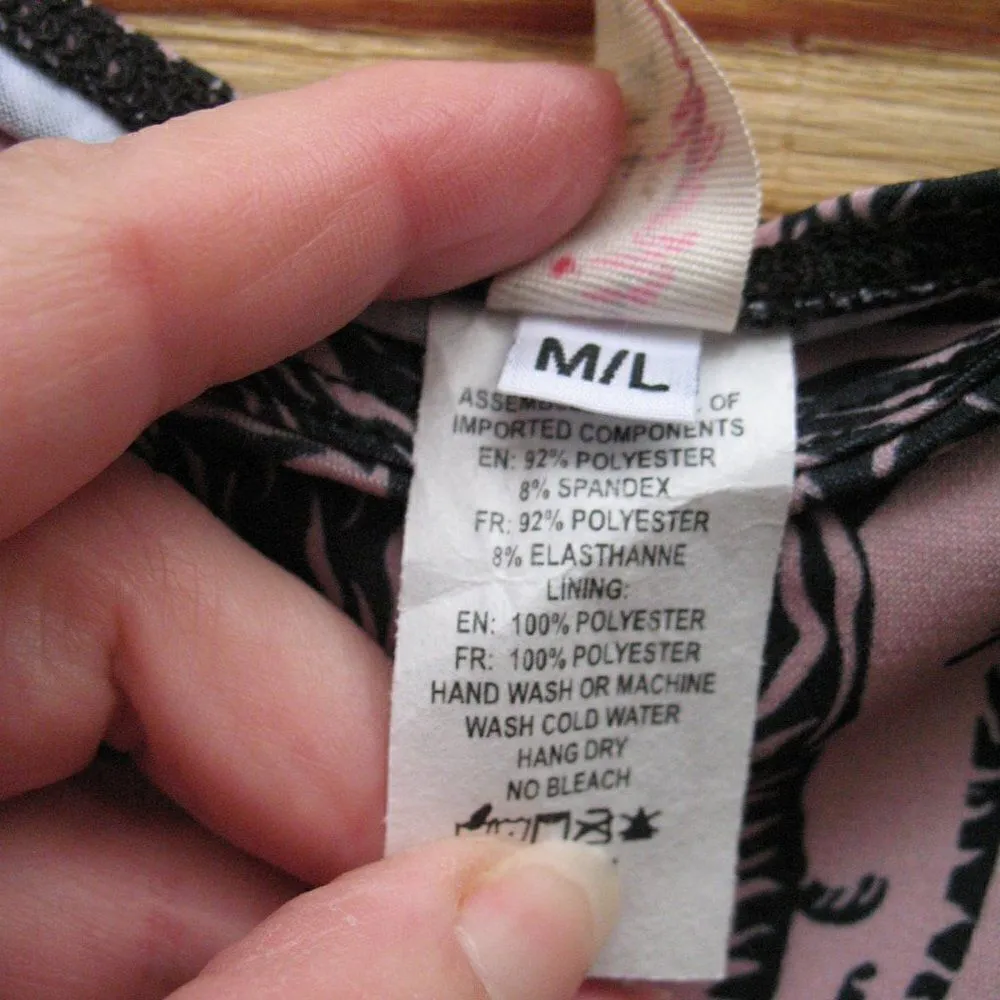 M/L
OF
IMPORTED COMPONENTS
EN: 92% POLYESTER
8% SPANDEX
FR: 92% POLYESTER
8% ELASTHANNE
LINING:
EN: 100% POLYESTER
FR: 100% POLYESTER
HAND WASH OR MACHINE
WASH COLD WATER
HANG DRY
NO BLEACH